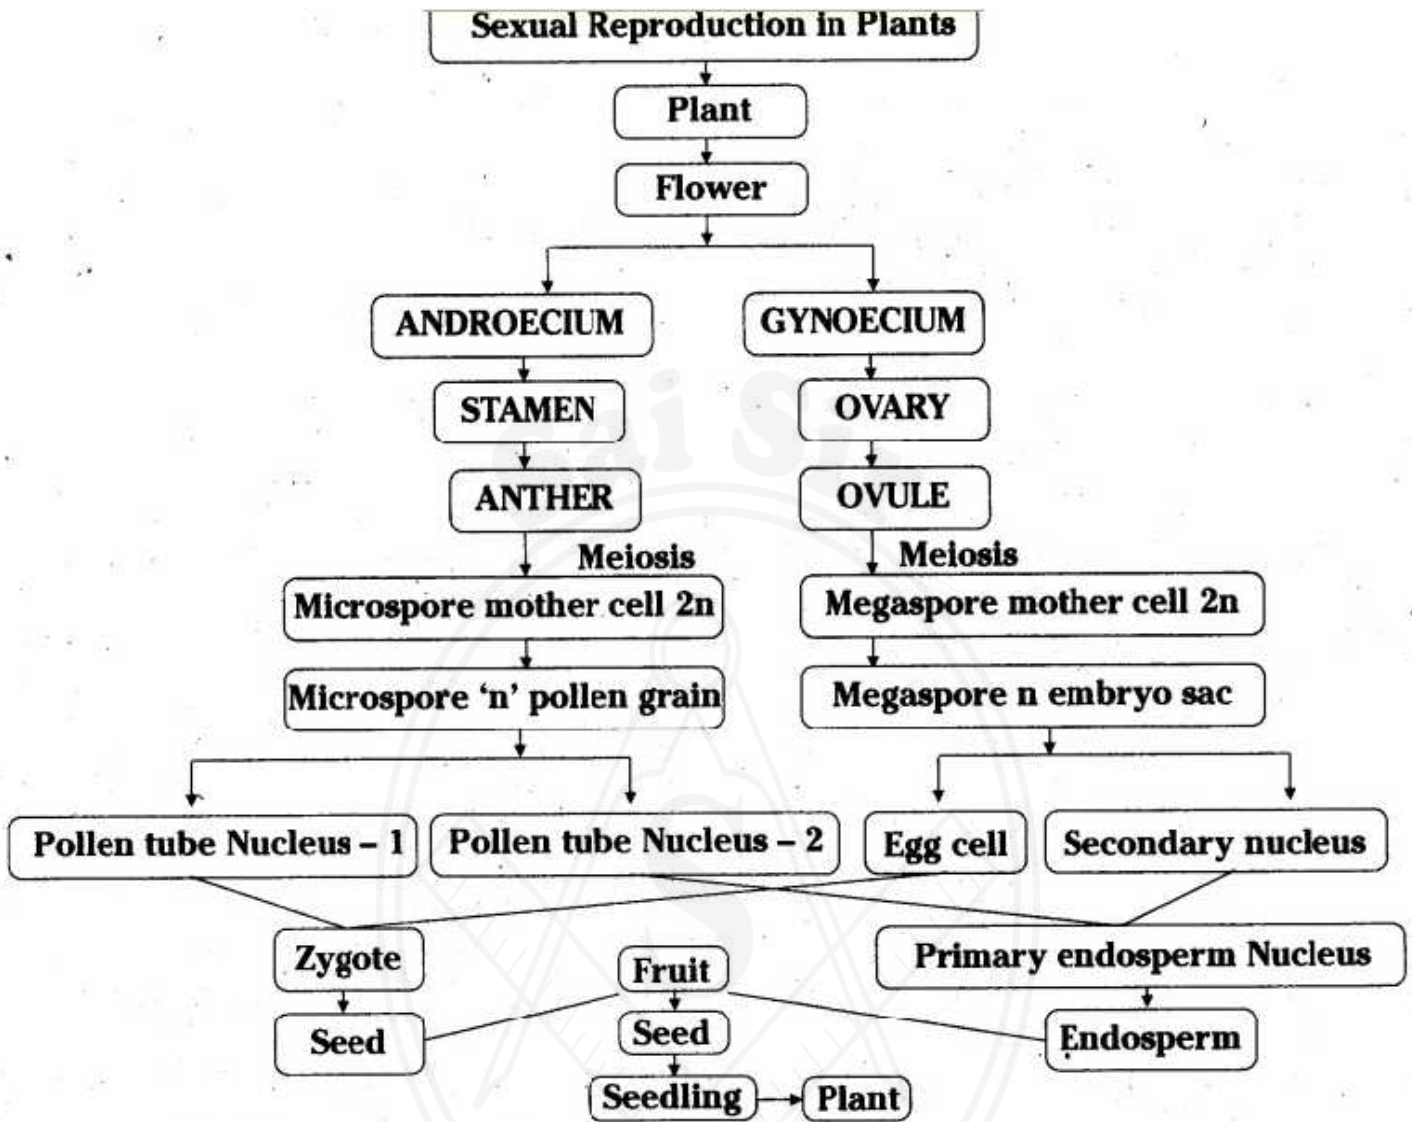 Sexual Reproduction in Plants
Plant
Flower
ANDROECIUM
GYNOECIUM
STAMEN
OVARY
ANTHER
OVULE
Meiosis
Meiosis
Microspore mother cell 2n
Megaspore mother cell 2n
Microspore ‘n’ pollen grain
Megaspore n embryo sac
Pollen tube Nucleus – 1
Pollen tube Nucleus – 2
Egg cell
Secondary nucleus
Zygote
Fruit
Primary endosperm Nucleus
Seed
Seed
Endosperm
Seedling
Plant